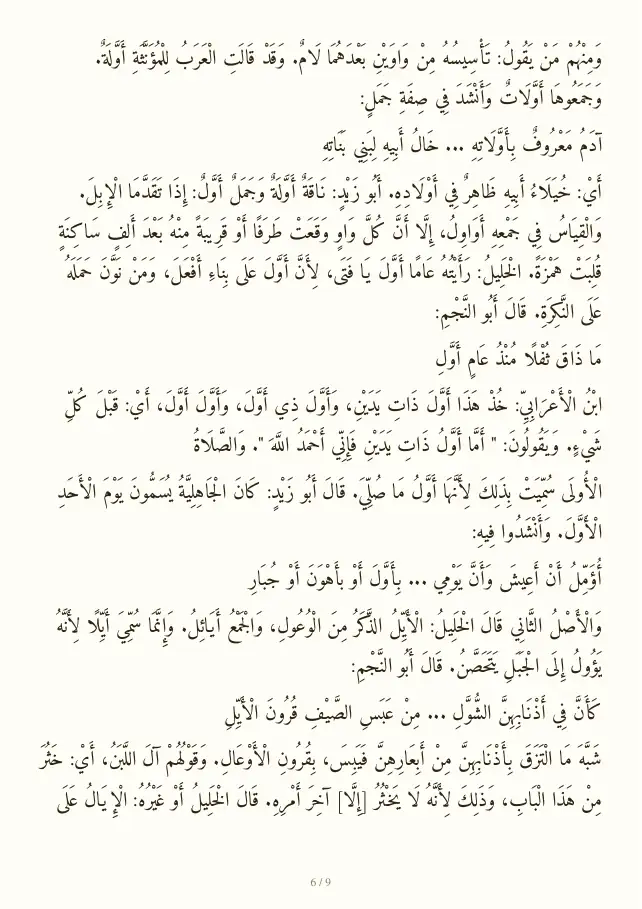 وَمِنْهُمْ مَنْ يَقُولُ: تَأْسِيسُهُ مِنْ وَاوَيْنِ بَعْدَهُمَا لَامٌ. وَقَدْ قَالَتِ الْعَرَبُ لِلْمُؤَنَّثَةِ أَوَّلَةٌ.
وَجَمَعُوهَا أَوَّلَاتٌ وَأَنْشَدَ فِي صِفَةِ جَمَلٍ:
آدَمُ مَعْرُوفٌ بِأَوَّلَاتِهِ ... خَالُ أَبِيهِ لِبَنِي بَنَاتِهِ
أَيْ: خُيَلَاءُ أَبِيهِ ظَاهِرٌ فِي أَوْلَادِهِ. أَبُو زَيْدٍ: نَاقَةٌ أَوَّلَةٌ وَجَمَلٌ أَوَّلٌ: إِذَا تَقَدَّمَا الْإِبِلَ.
وَالْقِيَاسُ فِي جَمْعِهِ أَوَاوِلُ، إِلَّا أَنَّ كُلَّ وَاوٍ وَقَعَتْ طَرَفًا أَوْ قَرِيبَةً مِنْهُ بَعْدَ أَلِفٍ سَاكِنَةٍ
قُلِبَتْ هَمْزَةً. الْخَلِيلُ: رَأَيْتُهُ عَامًا أَوَّلَ يَا فَتَى، لِأَنَّ أَوَّلَ عَلَى بِنَاءِ أَفْعَلَ، وَمَنْ نَوَّنَ حَمَلَهُ
عَلَى النَّكِرَةِ. قَالَ أَبُو النَّجْمِ:
مَا ذَاقَ ثُفْلًا مُنْذُ عَامٍ أَوَّلِ
ابْنُ الْأَعْرَابِيِّ: خُذْ هَذَا أَوَّلَ ذَاتِ يَدَيْنِ، وَأَوَّلَ ذِي أَوَّلَ، وَأَوَّلَ أَوَّلَ، أَيْ: قَبْلَ كُلِّ
شَيْءٍ. وَيَقُولُونَ: " أَمَّا أَوَّلُ ذَاتِ يَدَيْنِ فَإِنِّي أَحْمَدُ اللَّهَ ". وَالصَّلَاةُ
الْأُولَى سُمِّيَتْ بِذَلِكَ لِأَنَّهَا أَوَّلُ مَا صُلِّيَ. قَالَ أَبُو زَيْدٍ: كَانَ الْجَاهِلِيَّةُ يُسَمُّونَ يَوْمَ الْأَحَدِ
الْأَوَّلَ. وَأَنْشَدُوا فِيهِ:
أُؤَمِّلُ أَنْ أَعِيشَ وَأَنَّ يَوْمِي ... بِأَوَّلَ أَوْ بِأَهْوَنَ أَوْ جُبَارِ
وَالْأَصْلُ الثَّانِي قَالَ الْخَلِيلُ: الْأَيِّلُ الذَّكَرُ مِنَ الْوُعُولِ، وَالْجَمْعُ أَيَائِلُ. وَإِنَّمَا سُمِّيَ أَيِّلًا لِأَنَّهُ
يَؤُولُ إِلَى الْجَبَلِ يَتَحَصَّنُ. قَالَ أَبُو النَّجْمِ:
كَأَنَّ فِي أَذْنَابِهِنَّ الشُّوَّلِ ... مِنْ عَبَسِ الصَّيْفِ قُرُونَ الْأَيِّلِ
شَبَّهَ مَا الْتَزَقَ بِأَذْنَابِهِنَّ مِنْ أَبْعَارِهِنَّ فَيَبِسَ، بِقُرُونِ الْأَوْعَالِ. وَقَوْلُهُمْ آلَ اللَّبَنُ، أَيْ: خَثُرَ
مِنْ هَذَا الْبَابِ، وَذَلِكَ لِأَنَّهُ لَا يَخْثُرُ [إِلَّا] آخِرَ أَمْرِهِ. قَالَ الْخَلِيلُ أَوْ غَيْرُهُ: الْإِيَالُ عَلَى
6 / 9